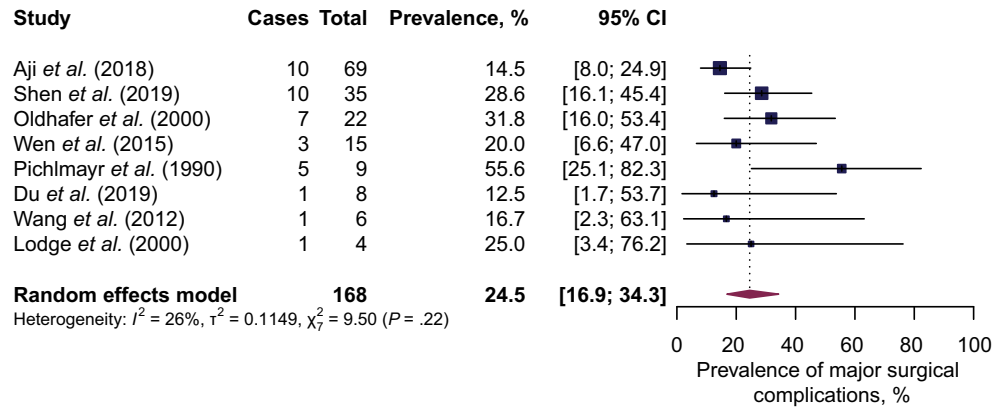 Study Cases Total Prevalence, % 95% CI
Aji et al. (2018) 10 69 14.5 [8.0; 24.9]
Shen et al. (2019) 10 35 28.6 [16.1; 45.4]
Oldhafer et al. (2000) 7 22 31.8 [16.0; 53.4]
Wen et al. (2015) 3 15 20.0 [6.6; 47.0]
Pichlmayr et al. (1990) 5 9 55.6 [25.1; 82.3]
Du et al. (2019) 1 8 12.5 [1.7; 53.7]
Wang et al. (2012) 1 6 16.7 [2.3; 63.1]
Lodge et al. (2000) 1 4 25.0 [3.4; 76.2]
Random effects model 168 24.5 [16.9; 34.3]
Heterogeneity: I² = 26%, τ² = 0.1149, χ²₇ = 9.50 (P = .22)
0 20 40 60 80 100
Prevalence of major surgical
complications, %